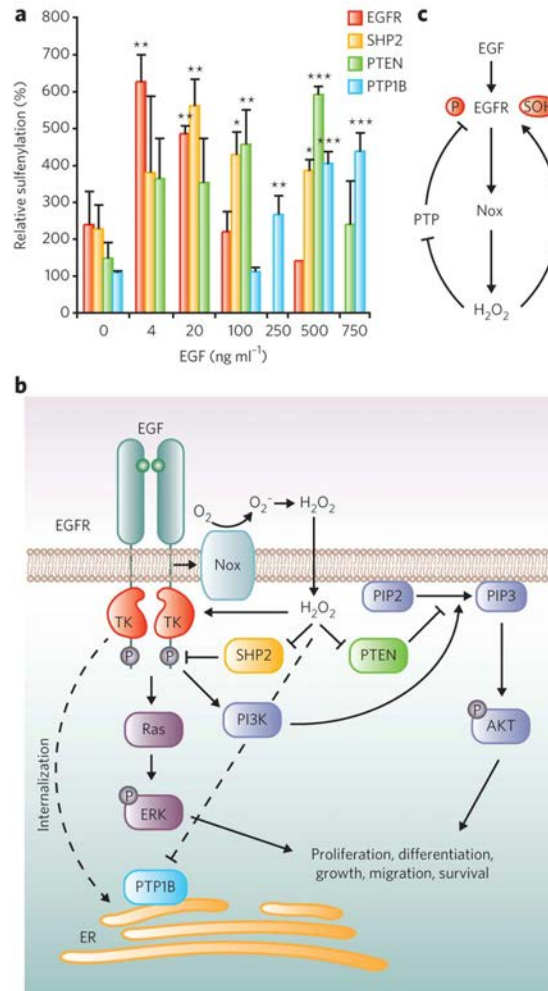 a
800
700
600
500
400
300
200
100
0
Relative sulfenylation (%)
** ** ** * ** ** * *** *** ***
EGFR
SHP2
PTEN
PTP1B
0 4 20 100 250 500 750
EGF (ng ml⁻¹)
c
EGF
P EGFR SOH
PTP Nox
H₂O₂
b
EGF
O₂ O₂⁻ H₂O₂
EGFR
Nox
TK TK H₂O₂ PIP2 PIP3
P P SHP2 PTEN
Ras PI3K P
AKT
Internalization
P
ERK
Proliferation, differentiation,
growth, migration, survival
PTP1B
ER